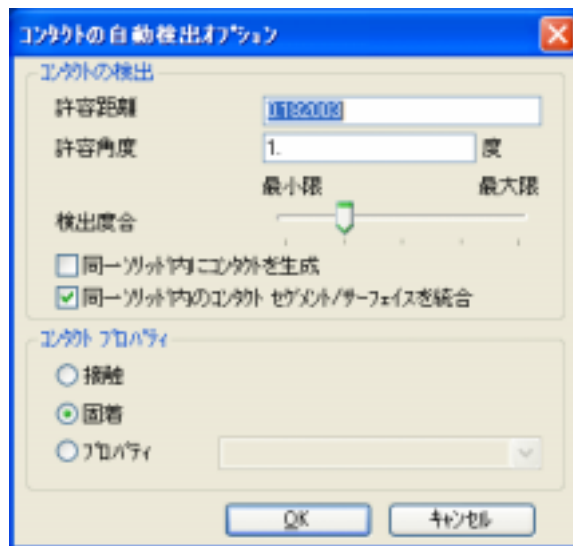 コンタクトの自動検出オプション
コンタクトの検出
許容距離
0.182003
許容角度
1.
度
最小限
最大限
検出度合
同一ソリッド内にコンタクトを生成
同一ソリッド内のコンタクト セグメント/サーフェイスを統合
コンタクト プロパティ
接触
固着
プロパティ
OK
キャンセル